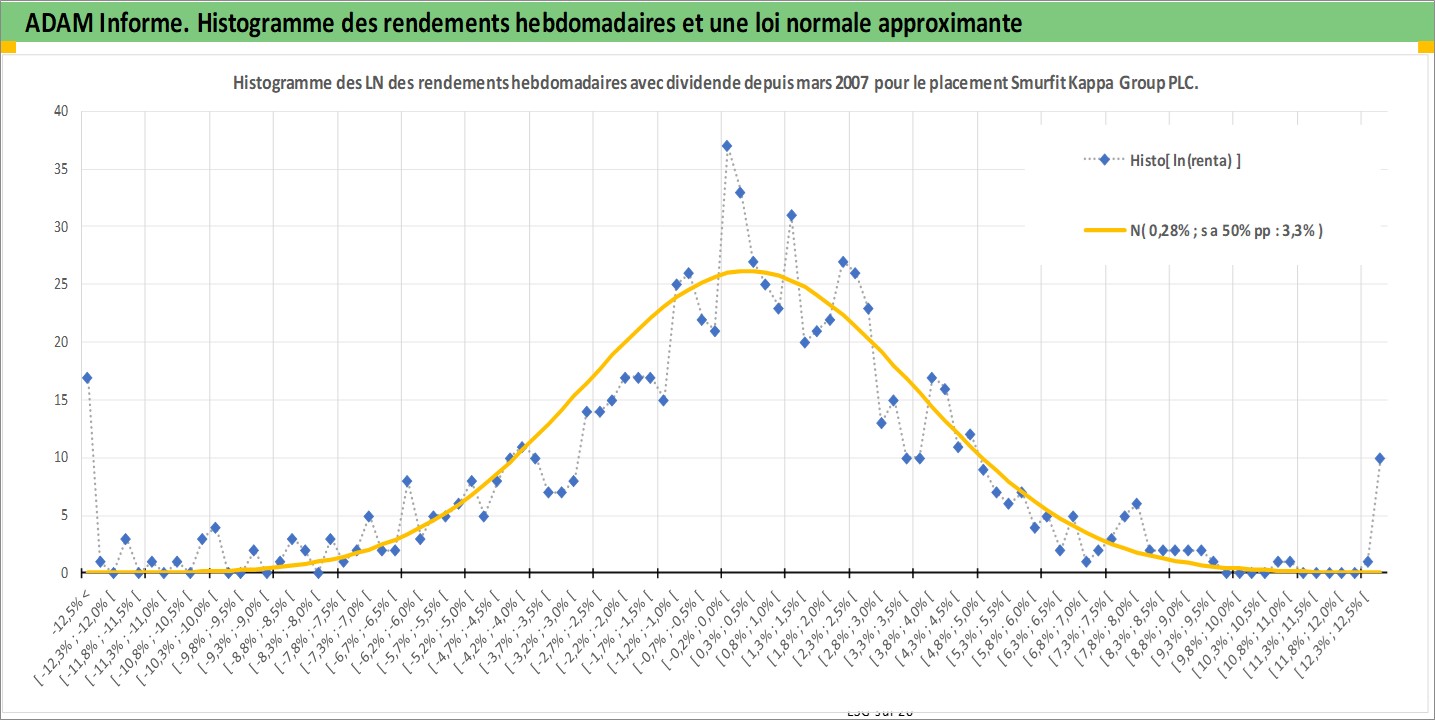 ADAM Informe. Histogramme des rendements hebdomadaires et une loi normale approximante
Histogramme des LN des rendements hebdomadaires avec dividende depuis mars 2007 pour le placement Smurfit Kappa Group PLC.
40
35
30
25
20
15
10
5
0
Histo[ ln(renta) ]
N( 0,28% ; s a 50% pp : 3,3% )
-12,5% <
[ -12,3% ; -12,0% [
[ -11,8% ; -11,5% [
[ -11,3% ; -11,0% [
[ -10,8% ; -10,5% [
[ -10,3% ; -10,0% [
[ -9,8% ; -9,5% [
[ -9,3% ; -9,0% [
[ -8,8% ; -8,5% [
[ -8,3% ; -8,0% [
[ -7,8% ; -7,5% [
[ -7,3% ; -7,0% [
[ -6,7% ; -6,5% [
[ -6,2% ; -6,0% [
[ -5,7% ; -5,5% [
[ -5,2% ; -5,0% [
[ -4,7% ; -4,5% [
[ -4,2% ; -4,0% [
[ -3,7% ; -3,5% [
[ -3,2% ; -3,0% [
[ -2,7% ; -2,5% [
[ -2,2% ; -2,0% [
[ -1,7% ; -1,5% [
[ -1,2% ; -1,0% [
[ -0,7% ; -0,5% [
[ -0,2% ; 0,0% [
[ 0,3% ; 0,5% [
[ 0,8% ; 1,0% [
[ 1,3% ; 1,5% [
[ 1,8% ; 2,0% [
[ 2,3% ; 2,5% [
[ 2,8% ; 3,0% [
[ 3,3% ; 3,5% [
[ 3,8% ; 4,0% [
[ 4,3% ; 4,5% [
[ 4,8% ; 5,0% [
[ 5,3% ; 5,5% [
[ 5,8% ; 6,0% [
[ 6,3% ; 6,5% [
[ 6,8% ; 7,0% [
[ 7,3% ; 7,5% [
[ 7,8% ; 8,0% [
[ 8,3% ; 8,5% [
[ 8,8% ; 9,0% [
[ 9,3% ; 9,5% [
[ 9,8% ; 10,0% [
[ 10,3% ; 10,5% [
[ 10,8% ; 11,0% [
[ 11,3% ; 11,5% [
[ 11,8% ; 12,0% [
[ 12,3% ; 12,5% [